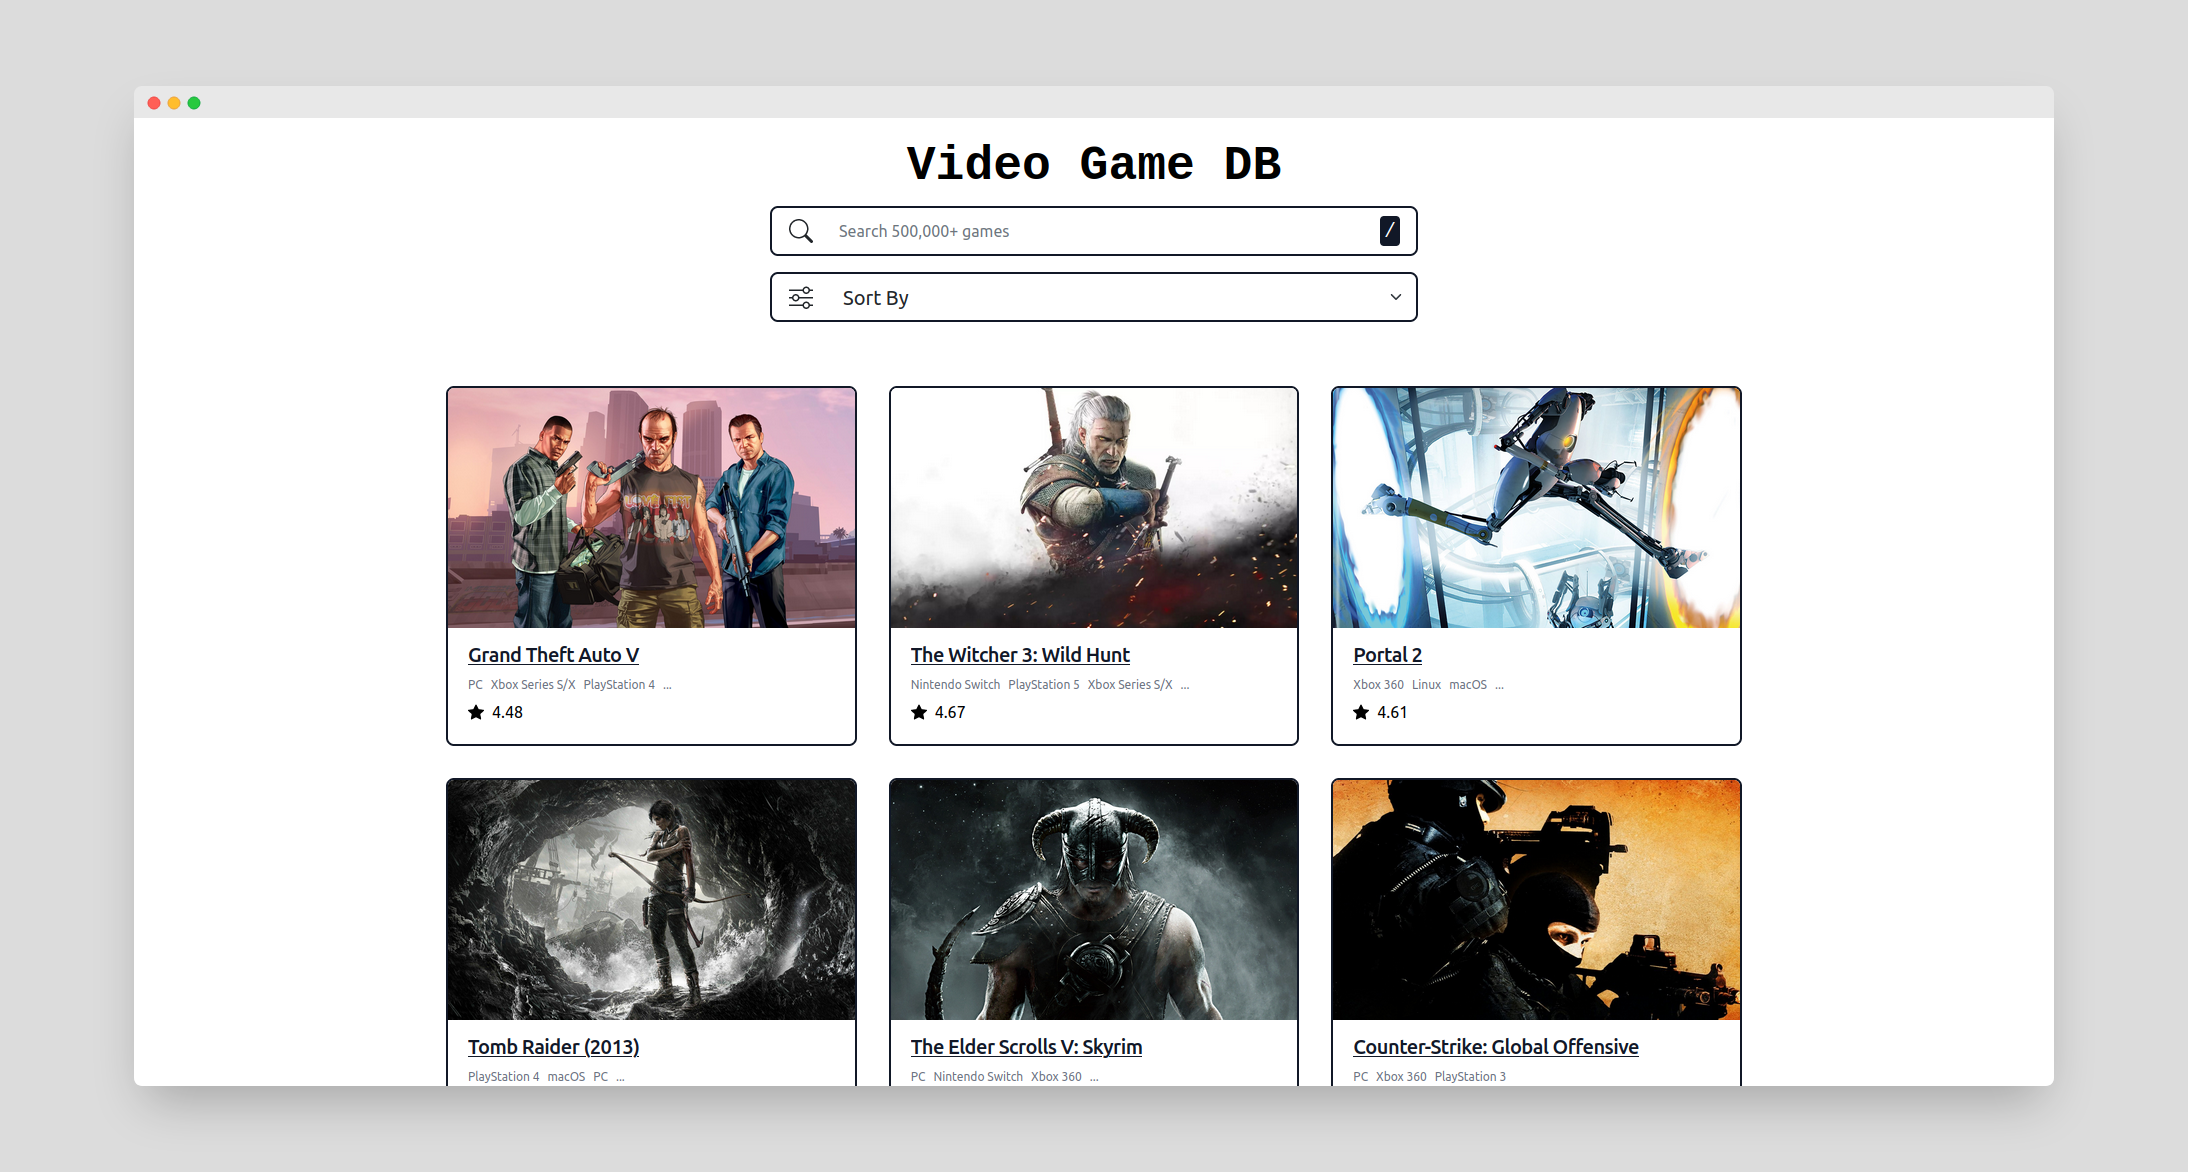 Video Game DB
Search 500,000+ games /
Sort By
Grand Theft Auto V
PC Xbox Series S/X PlayStation 4 ...
4.48
The Witcher 3: Wild Hunt
Nintendo Switch PlayStation 5 Xbox Series S/X ...
4.67
Portal 2
Xbox 360 Linux macOS ...
4.61
Tomb Raider (2013)
PlayStation 4 macOS PC ...
The Elder Scrolls V: Skyrim
PC Nintendo Switch Xbox 360 ...
Counter-Strike: Global Offensive
PC Xbox 360 PlayStation 3